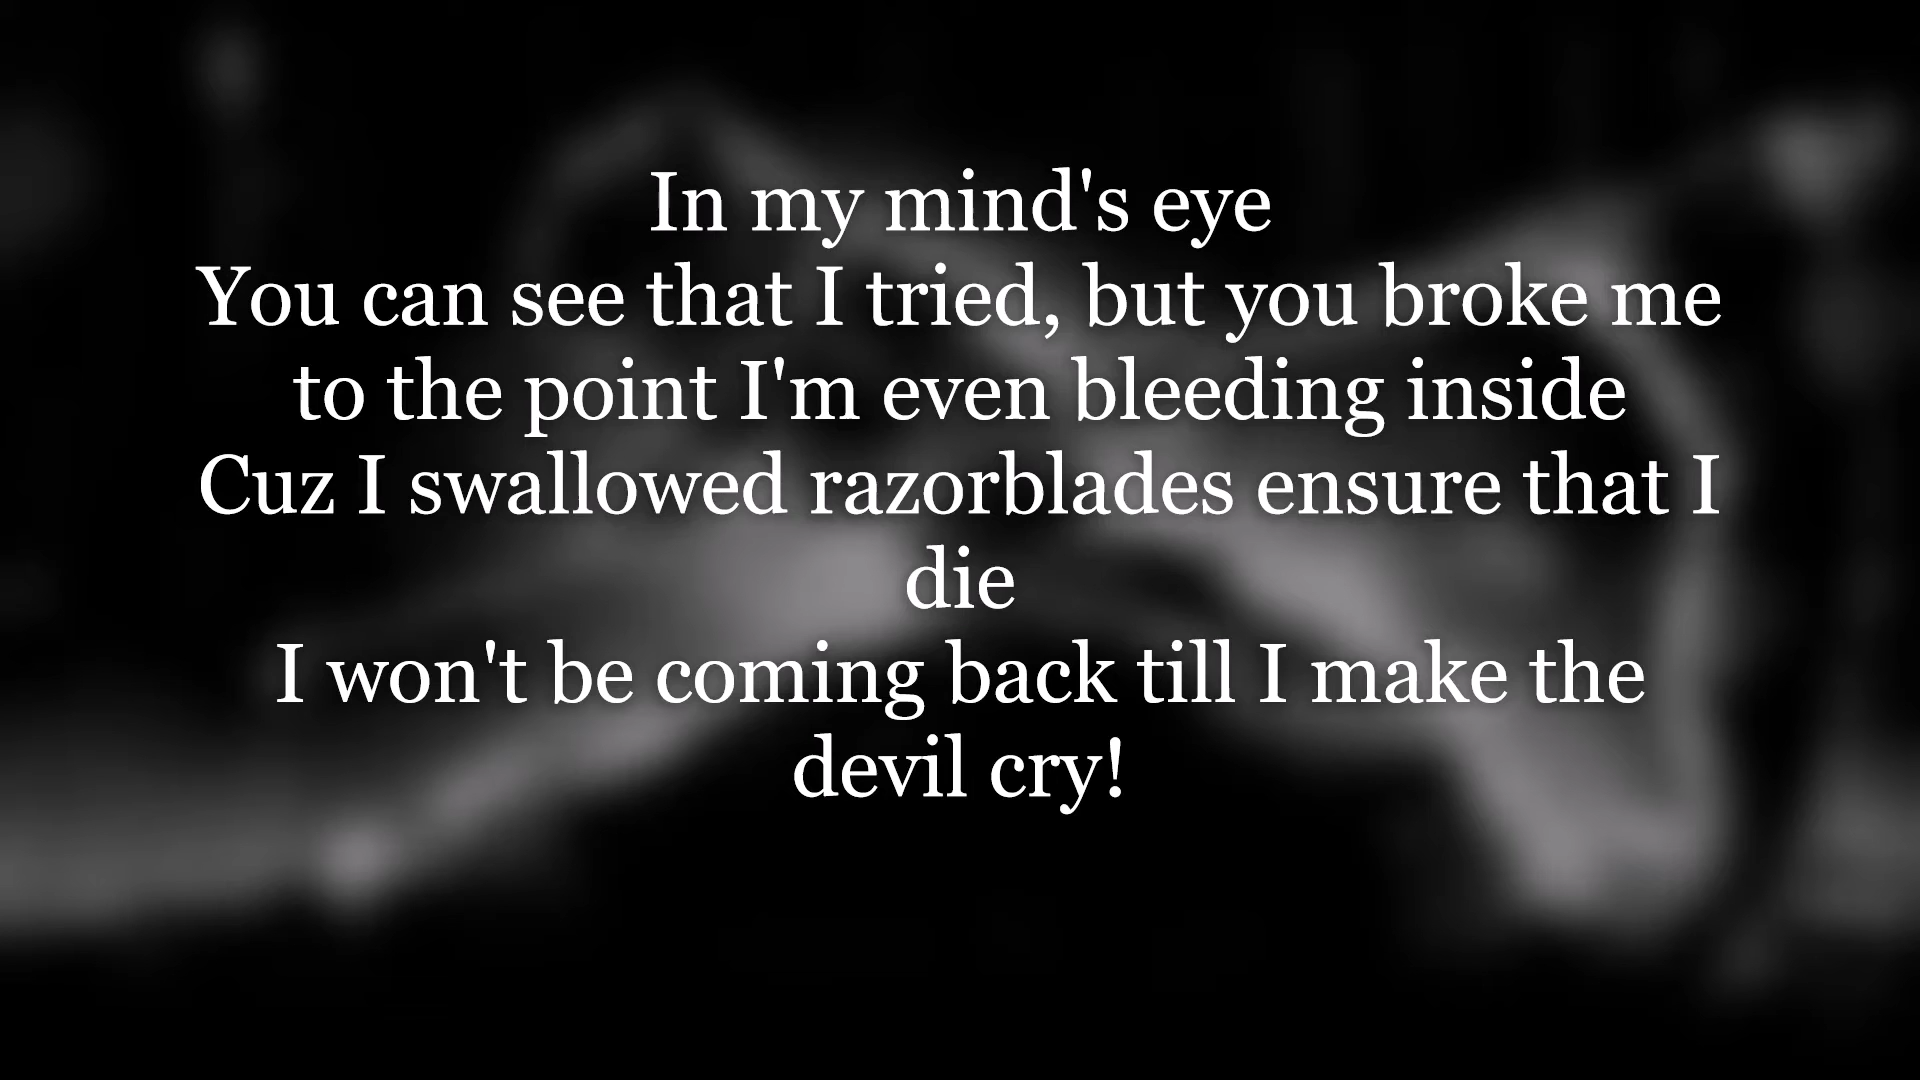 In my mind's eye
You can see that I tried, but you broke me
to the point I'm even bleeding inside
Cuz I swallowed razorblades ensure that I
die
I won't be coming back till I make the
devil cry!